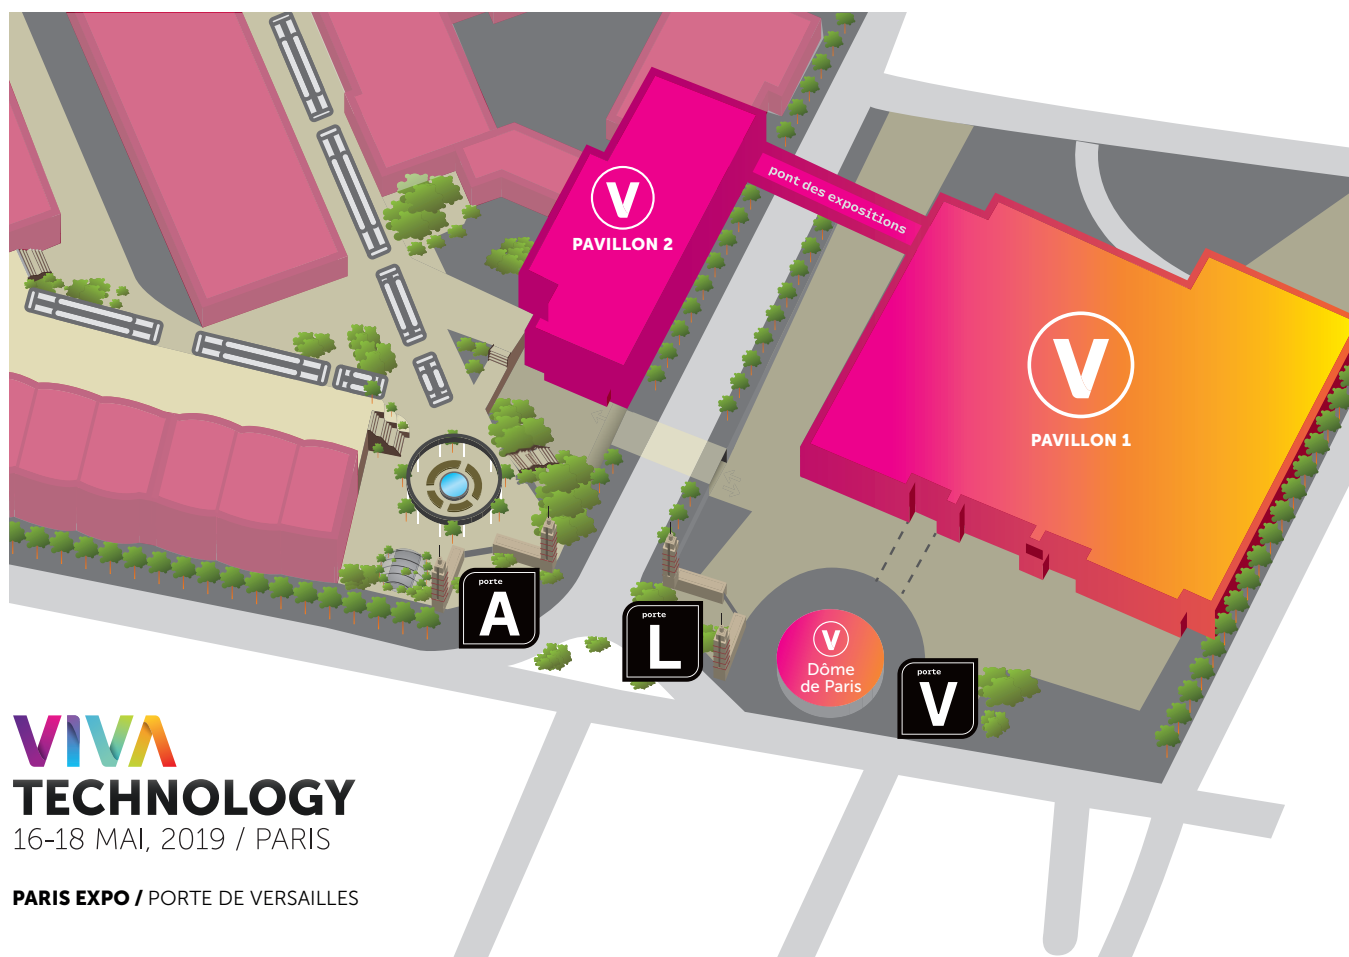 V
PAVILLON 2
pont des expositions
V
PAVILLON 1
porte
A
porte
L
V
Dôme
de Paris
porte
V
VIVA
TECHNOLOGY
16-18 MAI, 2019 / PARIS
PARIS EXPO / PORTE DE VERSAILLES